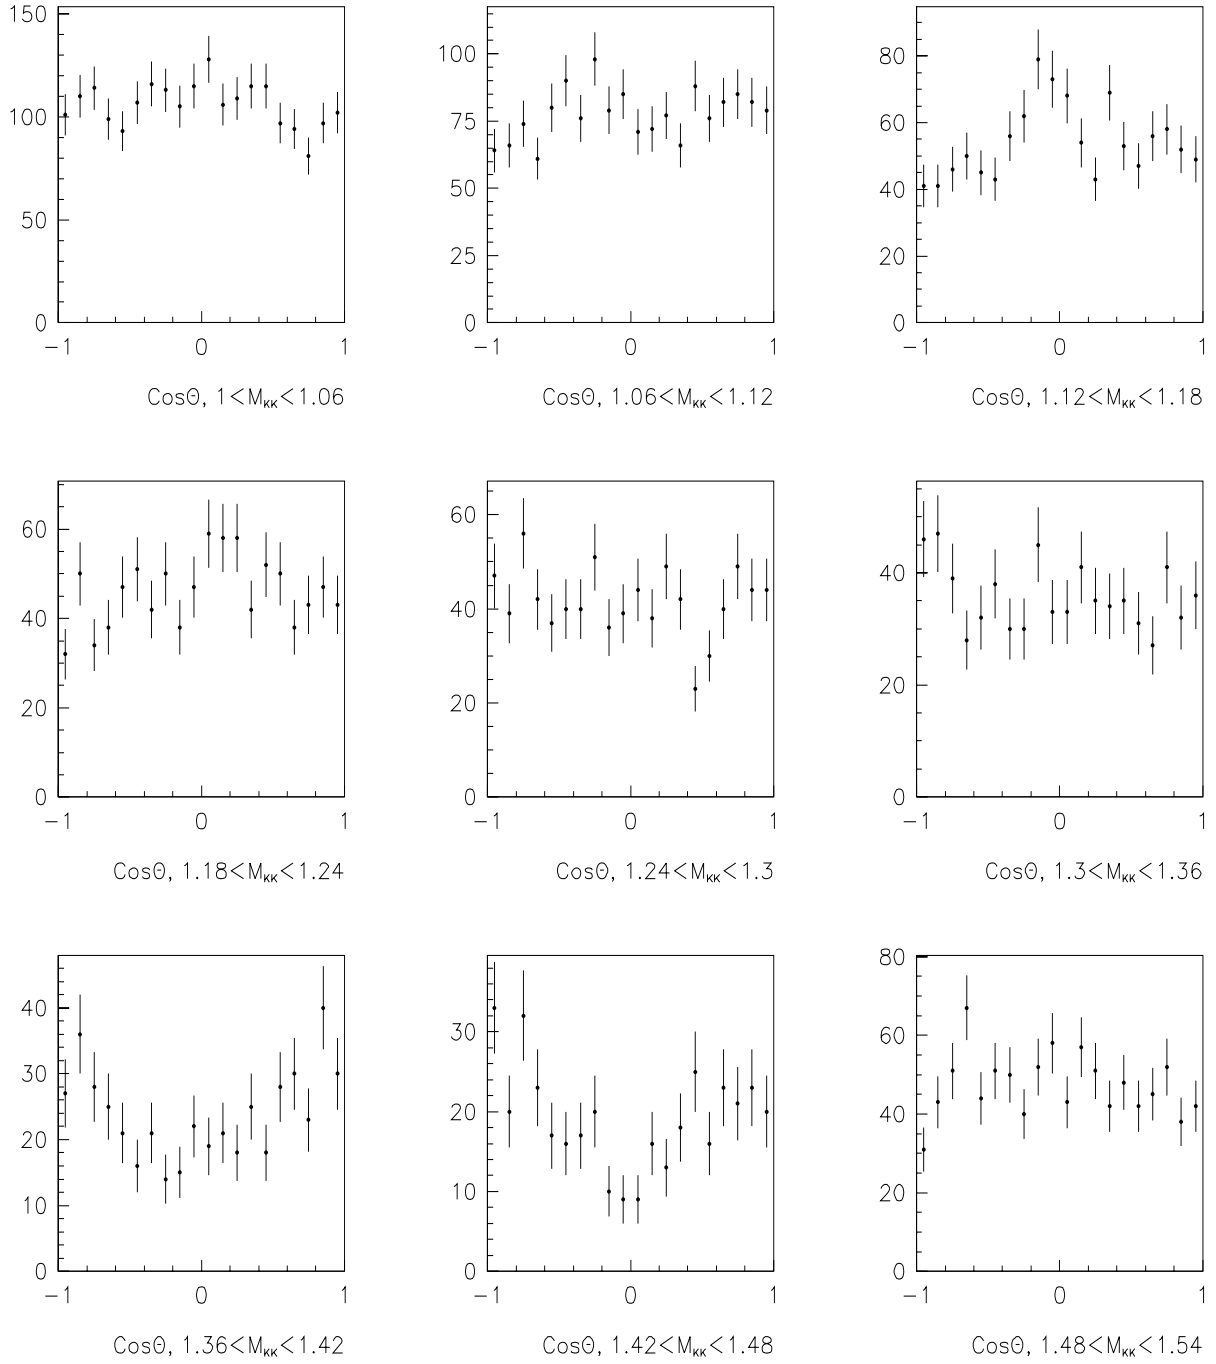 150
100
50
0
−1 0 1
Cosθ, 1<M_KK<1.06
100
75
50
25
0
−1 0 1
Cosθ, 1.06<M_KK<1.12
80
60
40
20
0
−1 0 1
Cosθ, 1.12<M_KK<1.18
60
40
20
0
−1 0 1
Cosθ, 1.18<M_KK<1.24
60
40
20
0
−1 0 1
Cosθ, 1.24<M_KK<1.3
40
20
0
−1 0 1
Cosθ, 1.3<M_KK<1.36
40
30
20
10
0
−1 0 1
Cosθ, 1.36<M_KK<1.42
30
20
10
0
−1 0 1
Cosθ, 1.42<M_KK<1.48
80
60
40
20
0
−1 0 1
Cosθ, 1.48<M_KK<1.54